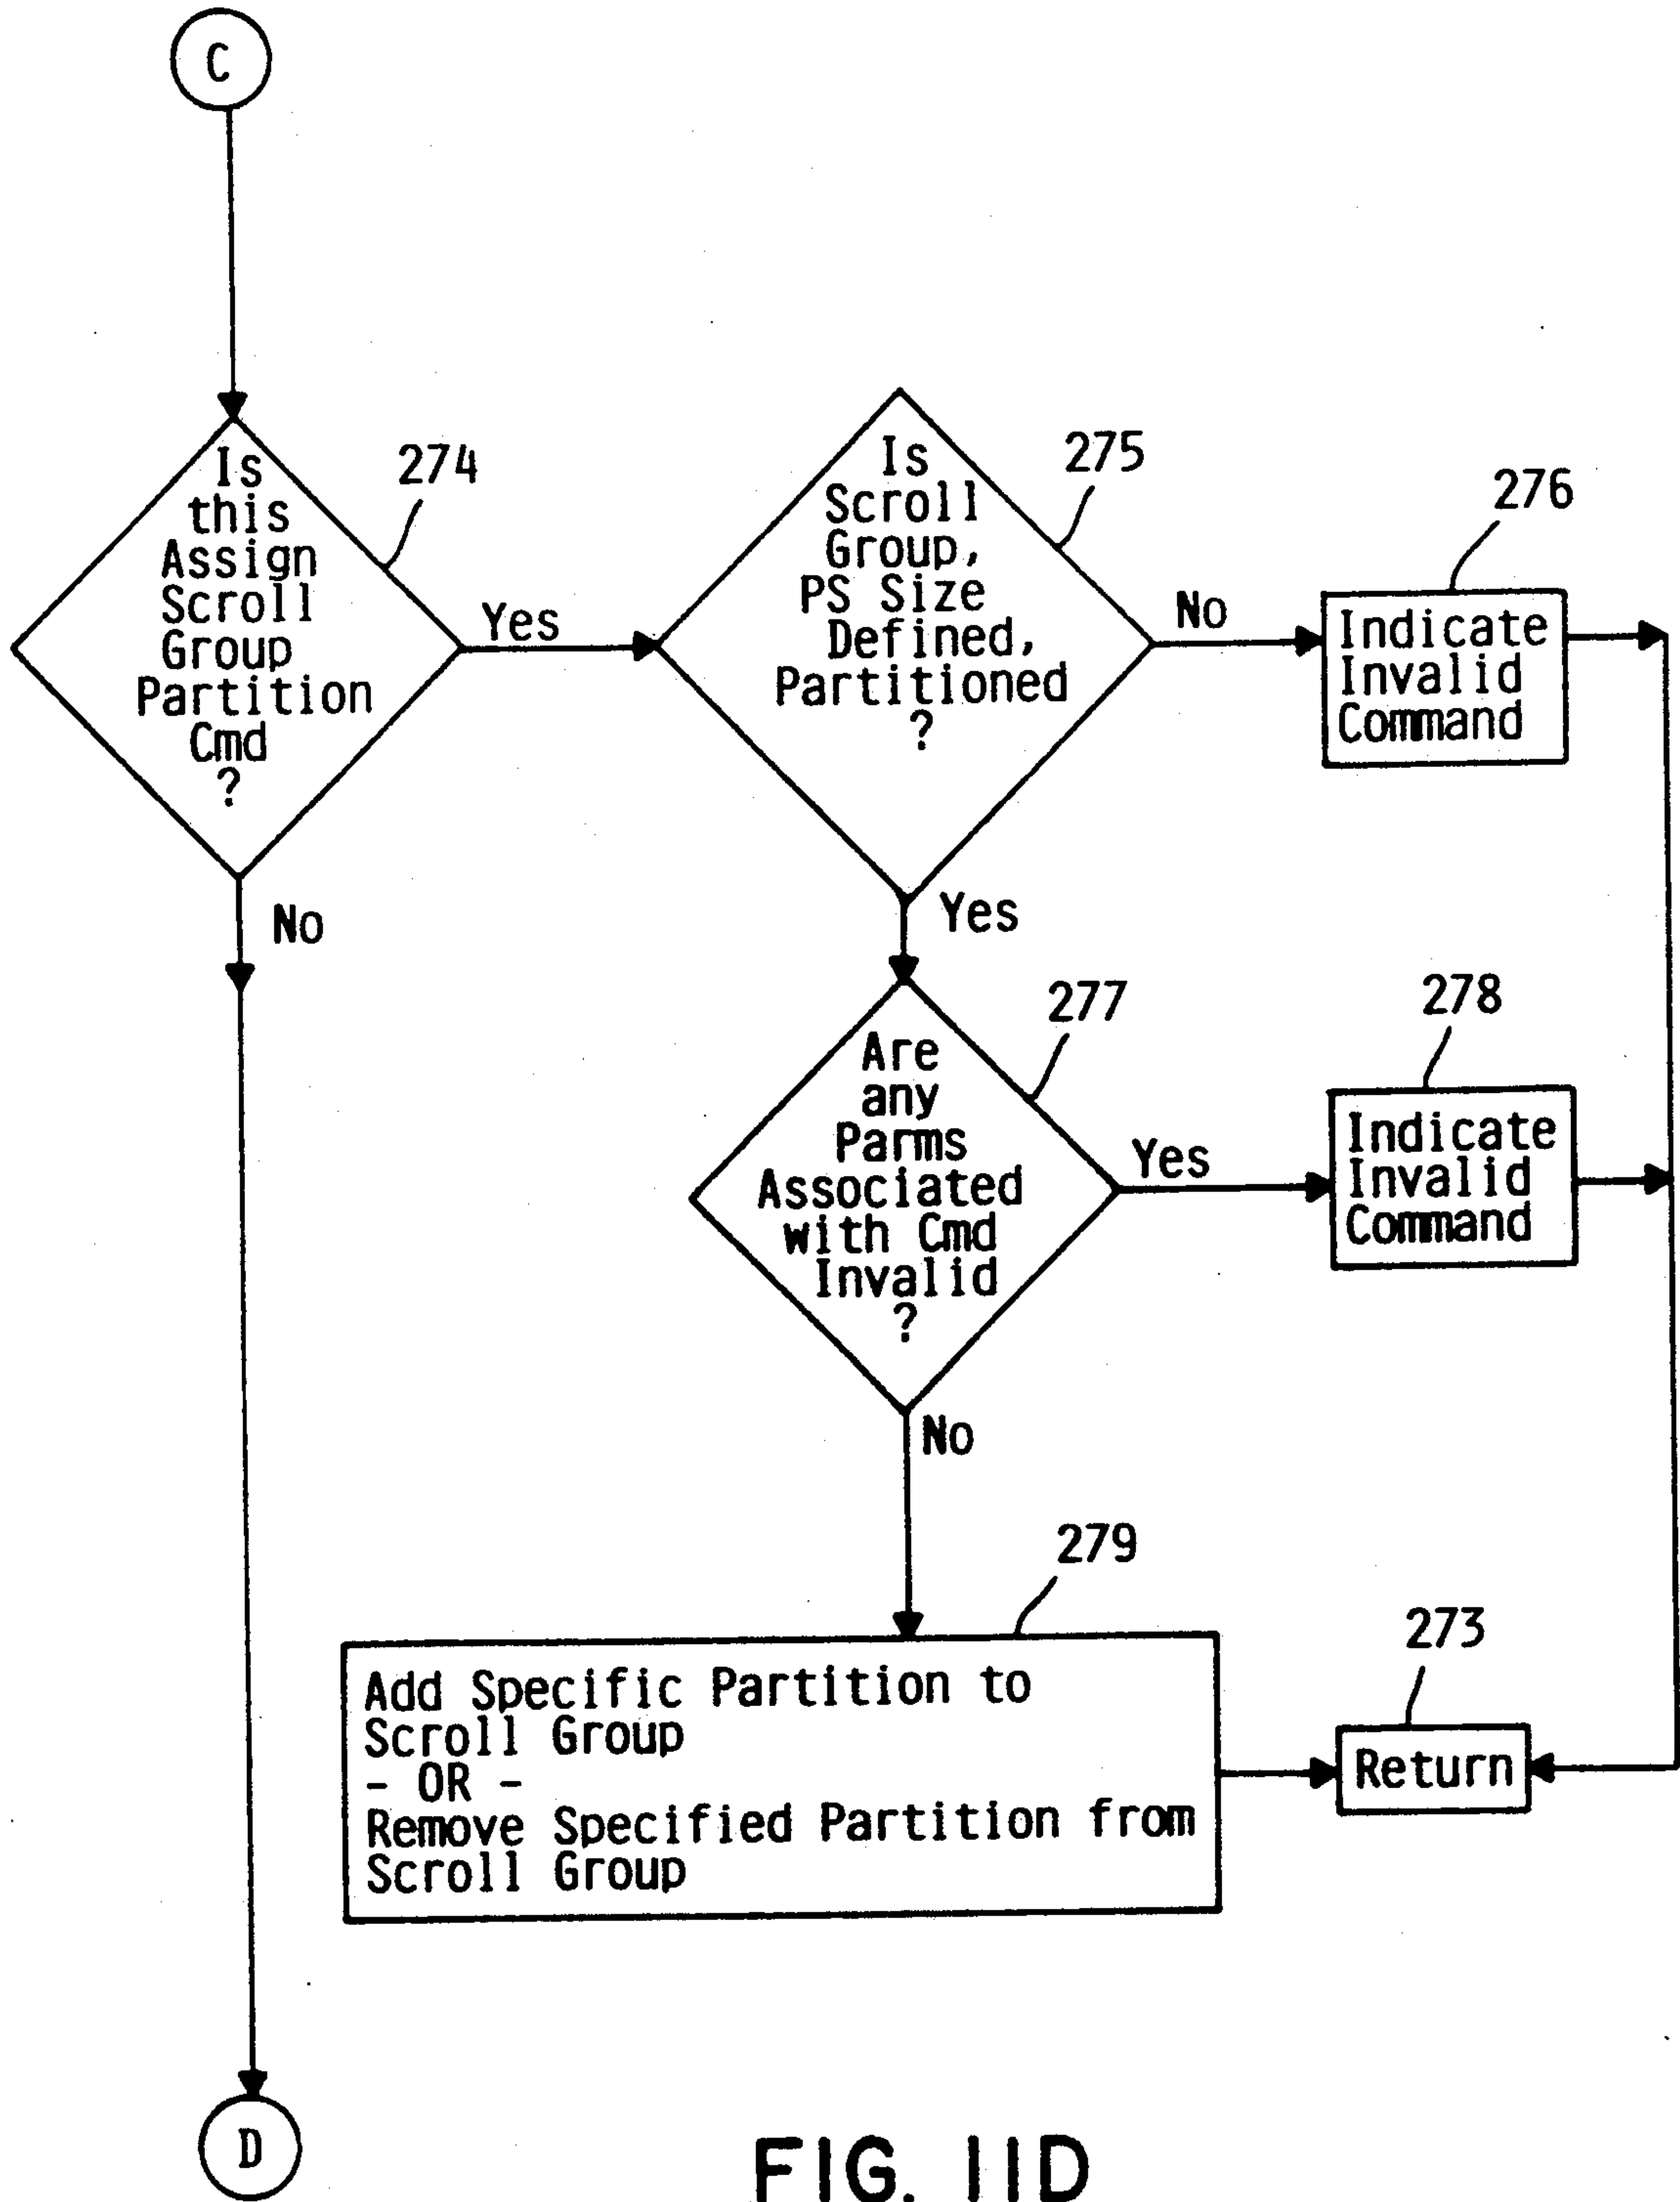 C
274
Is
this
Assign
Scroll
Group
Partition
Cmd
?
Yes
No
275
Is
Scroll
Group,
PS Size
Defined,
Partitioned
?
No
Yes
276
Indicate
Invalid
Command
277
Are
any
Parms
Associated
with Cmd
Invalid
?
Yes
No
278
Indicate
Invalid
Command
279
Add Specific Partition to
Scroll Group
- OR -
Remove Specified Partition from
Scroll Group
273
Return
D
FIG. 11D